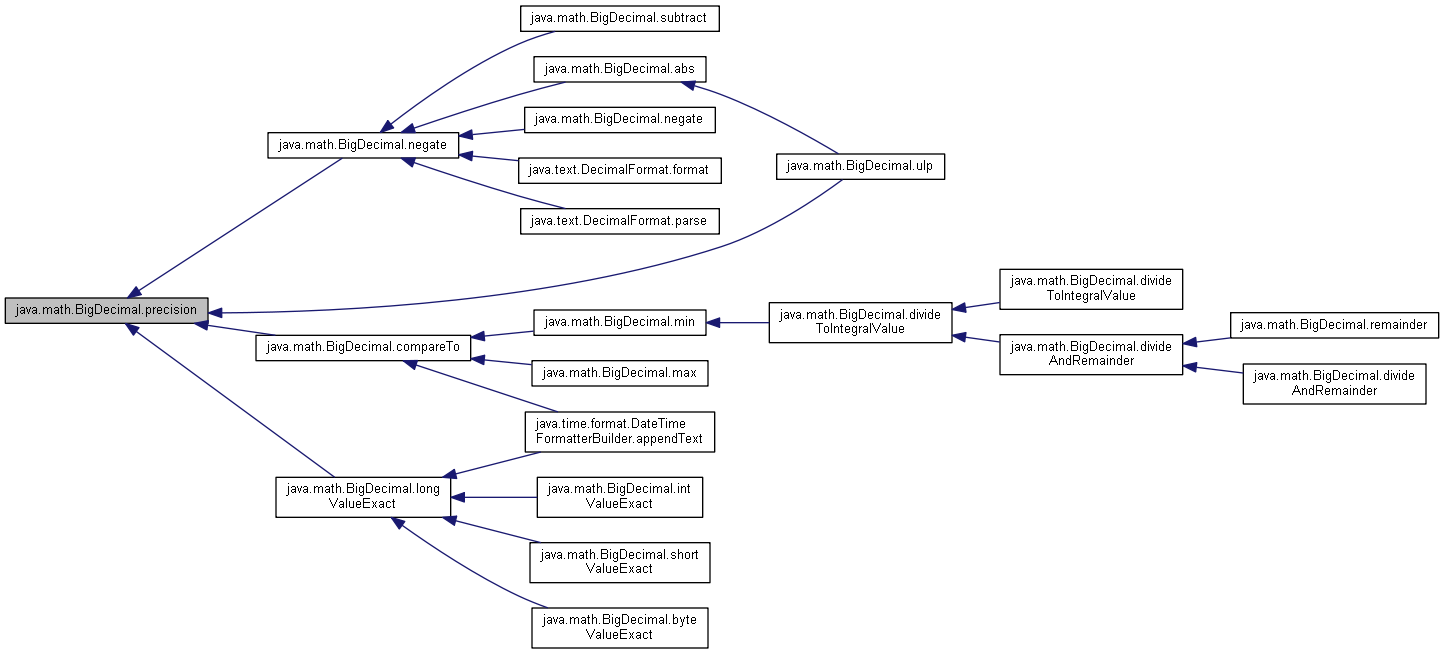 java.math.BigDecimal.subtract
java.math.BigDecimal.abs
java.math.BigDecimal.negate
java.math.BigDecimal.negate
java.text.DecimalFormat.format
java.text.DecimalFormat.parse
java.math.BigDecimal.ulp
java.math.BigDecimal.precision
java.math.BigDecimal.compareTo
java.math.BigDecimal.min
java.math.BigDecimal.max
java.math.BigDecimal.divide
ToIntegralValue
java.math.BigDecimal.divide
ToIntegralValue
java.math.BigDecimal.divide
AndRemainder
java.math.BigDecimal.remainder
java.math.BigDecimal.divide
AndRemainder
java.time.format.DateTime
FormatterBuilder.appendText
java.math.BigDecimal.long
ValueExact
java.math.BigDecimal.int
ValueExact
java.math.BigDecimal.short
ValueExact
java.math.BigDecimal.byte
ValueExact